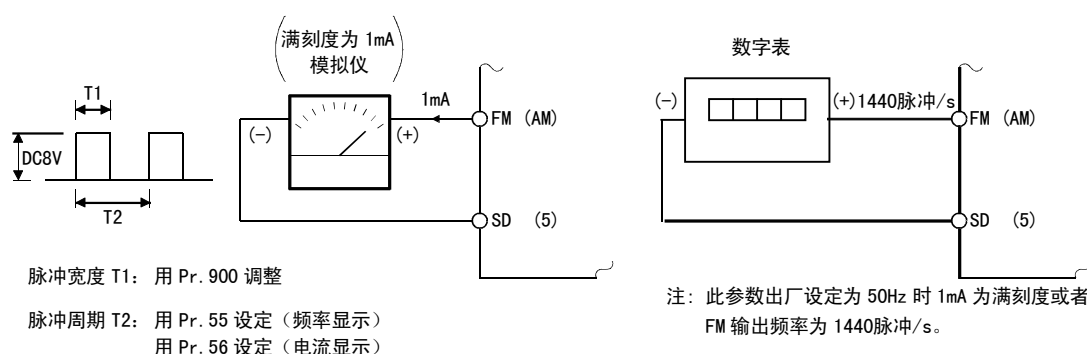 (满刻度为 1mA
模拟仪)
数字表
T1
DC8V
T2
1mA
(−)
(+)
FM (AM)
SD (5)
(−)
(+)1440脉冲/s
FM (AM)
SD (5)
脉冲宽度 T1: 用 Pr.900 调整
脉冲周期 T2: 用 Pr.55 设定（频率显示）
用 Pr.56 设定（电流显示）
注: 此参数出厂设定为 50Hz 时 1mA 为满刻度或者
FM 输出频率为 1440脉冲/s。